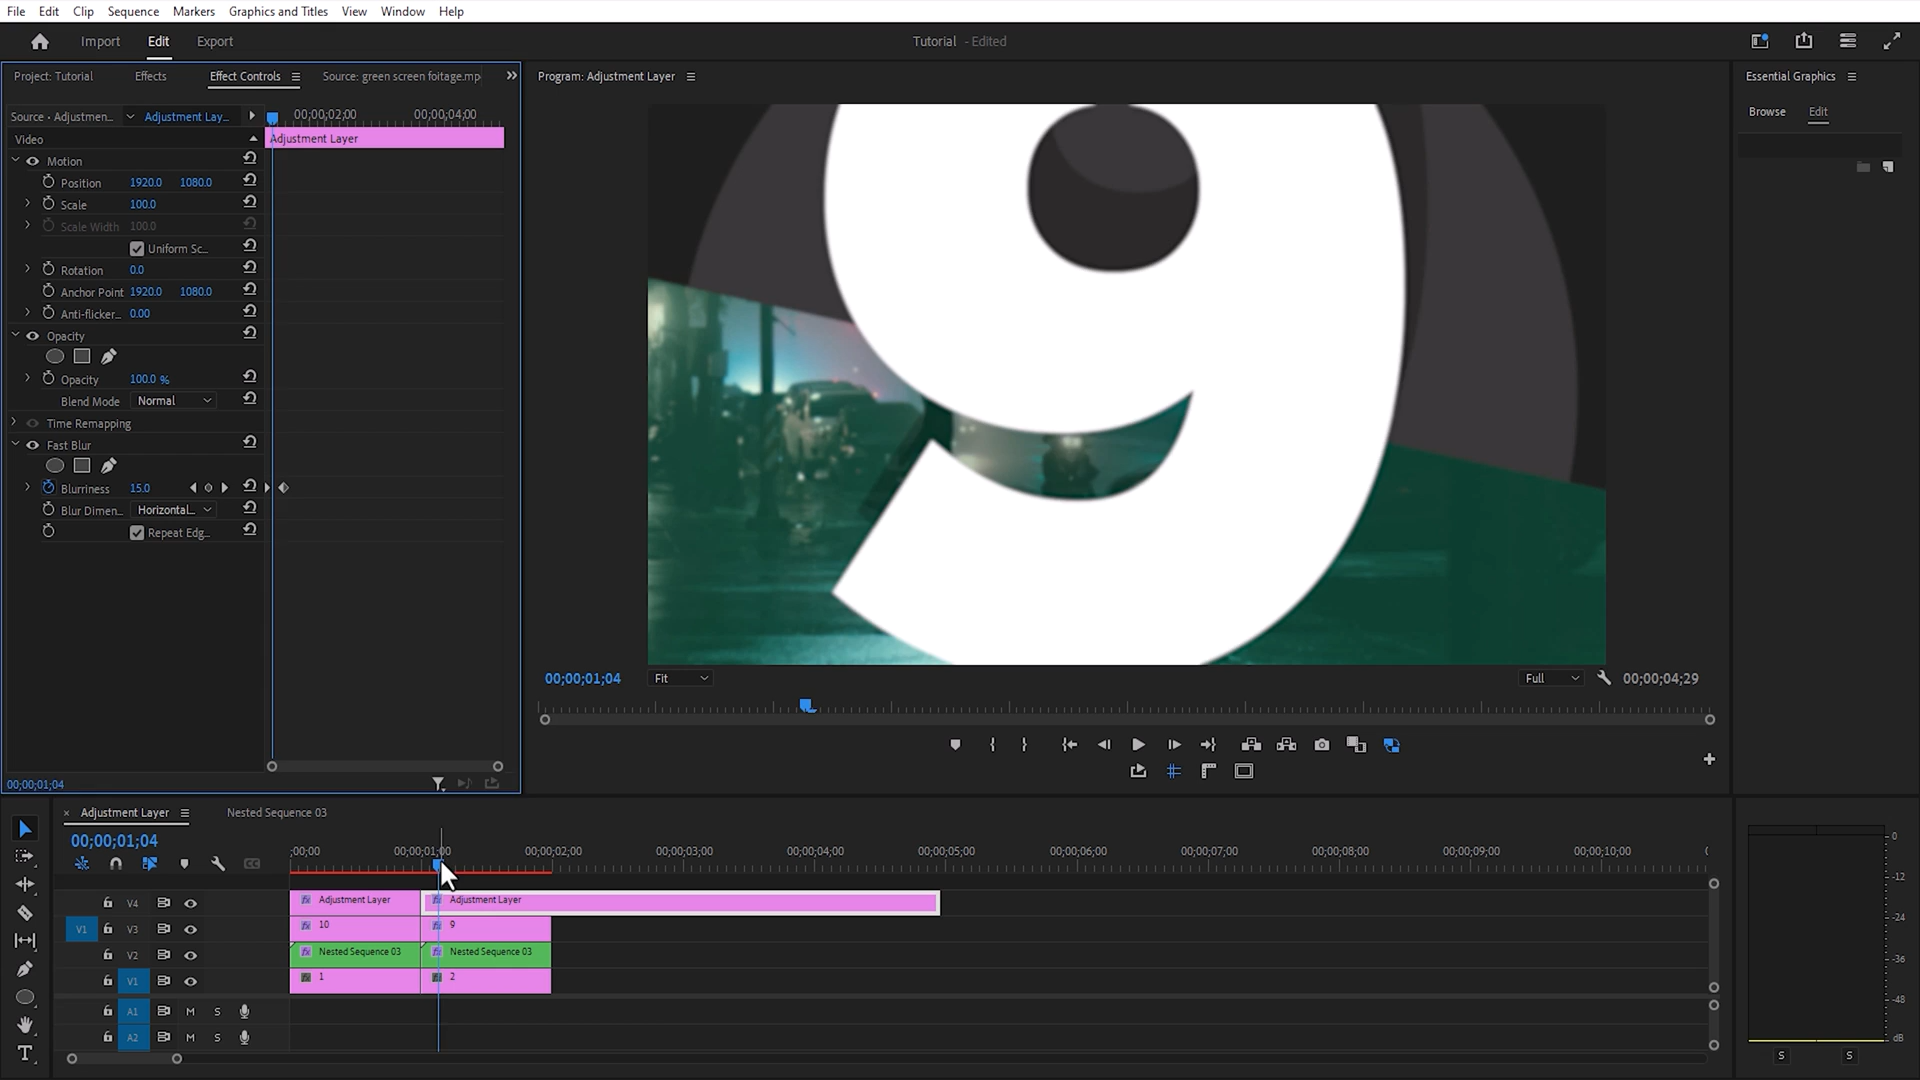 File Edit Clip Sequence Markers Graphics and Titles View Window Help
Import Edit Export Tutorial - Edited
Project: Tutorial Effects Effect Controls Source: green screen foitage.mp
Program: Adjustment Layer
Essential Graphics
Browse Edit
Source • Adjustmen... Adjustment Lay... 00;00;02;00 00;00;04;00
Video Adjustment Layer
Motion
Position 1920.0 1080.0
Scale 100.0
Scale Width 100.0
Uniform Sc...
Rotation 0.0
Anchor Point 1920.0 1080.0
Anti-flicker... 0.00
Opacity
Opacity 100.0 %
Blend Mode Normal
Time Remapping
Fast Blur
Blurriness 15.0
Blur Dimen... Horizontal...
Repeat Edg...
00;00;01;04
9
00;00;01;04 Fit Full 00;00;04;29
Adjustment Layer Nested Sequence 03
00;00;01;04
;00;00 00;00;01;00 00;00;02;00 00;00;03;00 00;00;04;00 00;00;05;00 00;00;06;00 00;00;07;00 00;00;08;00 00;00;09;00 00;00;10;00
V4 Adjustment Layer Adjustment Layer
V1 V3 10 9
V2 Nested Sequence 03 Nested Sequence 03
V1 1 2
A1 M S
A2 M S
0
-12
-24
-36
-48
dB
S S